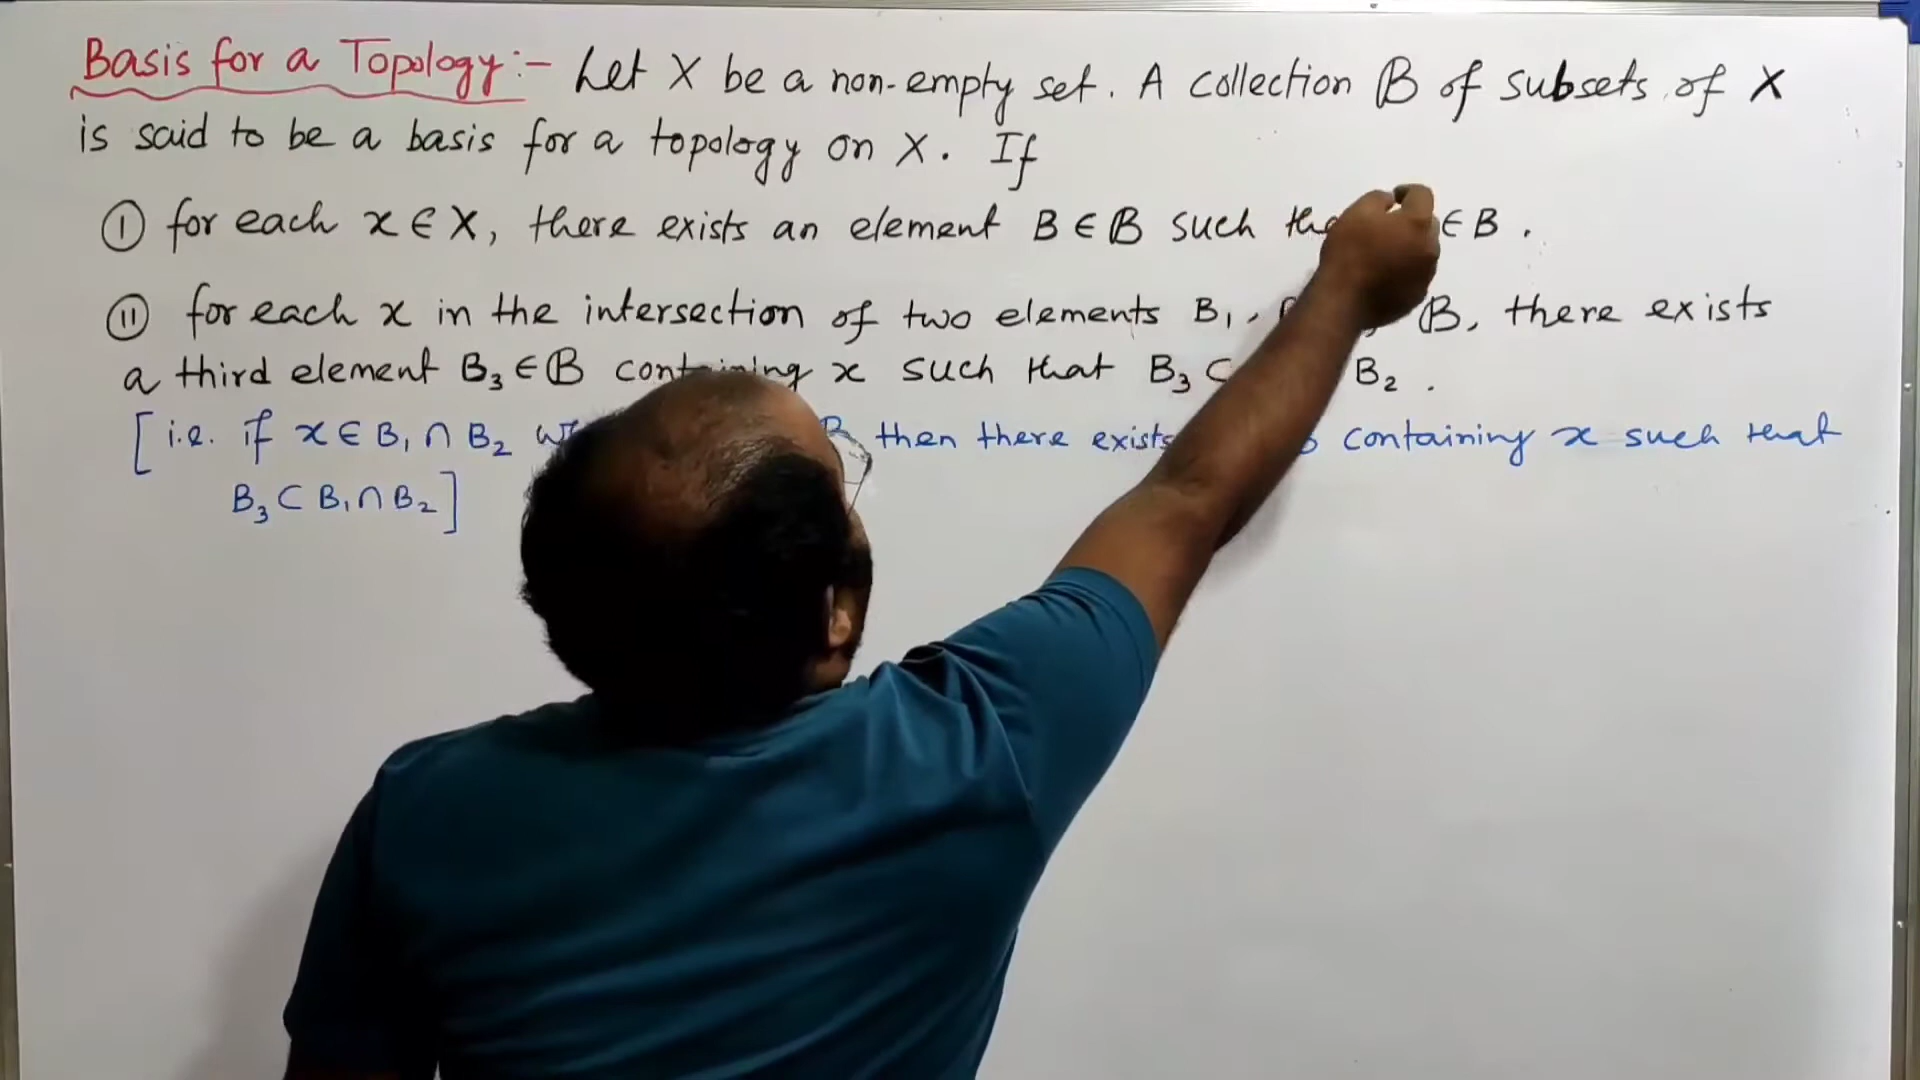 Basis for a Topology :- Let X be a non-empty set. A collection B of subsets of X
is said to be a basis for a topology on X. If
(I) for each x ∈ X, there exists an element B ∈ B such ∈ B.
(II) for each x in the intersection of two elements B₁, B, there exists
a third element B₃ ∈ B containing x such that B₃ ⊂ B₂.
[i.e. if x ∈ B₁ ∩ B₂ then there exists containing x such that
B₃ ⊂ B₁ ∩ B₂]